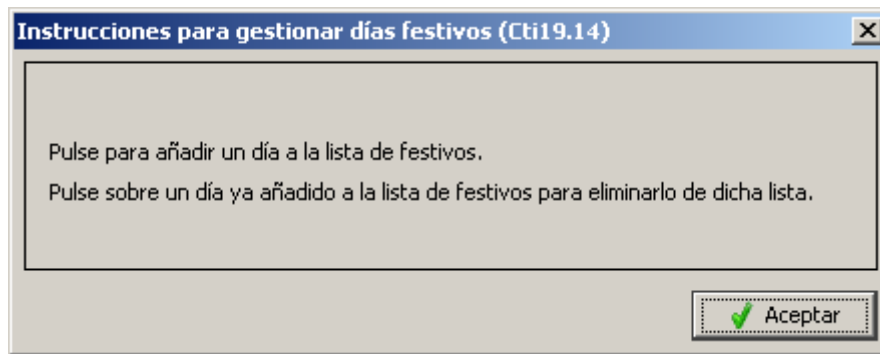 Instrucciones para gestionar días festivos (Cti19.14)
Pulse para añadir un día a la lista de festivos.
Pulse sobre un día ya añadido a la lista de festivos para eliminarlo de dicha lista.
Aceptar